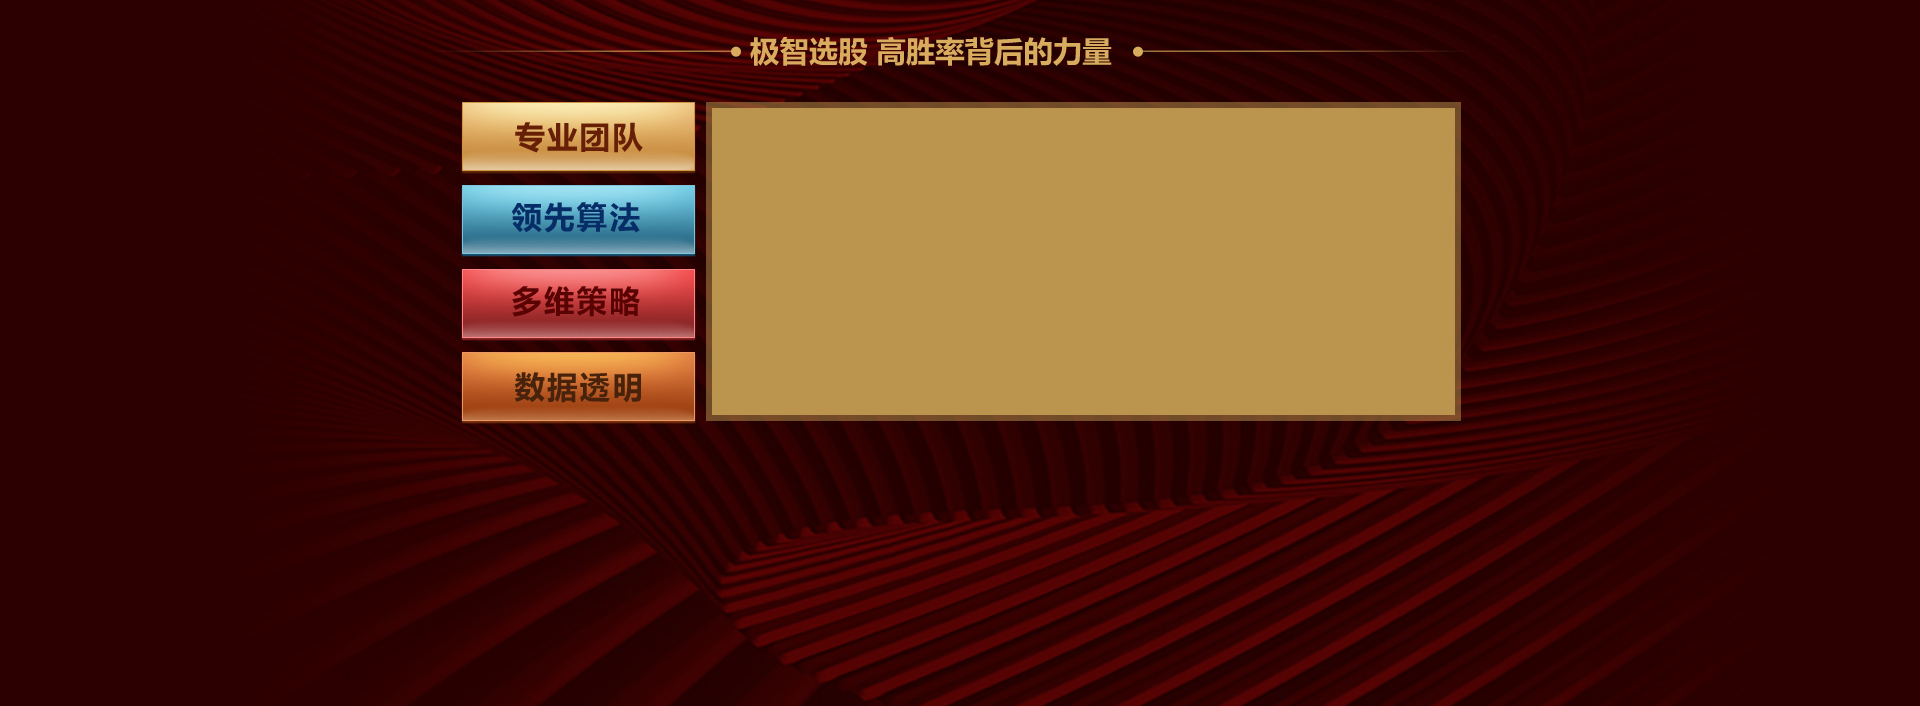 极智选股 高胜率背后的力量
专业团队
领先算法
多维策略
数据透明